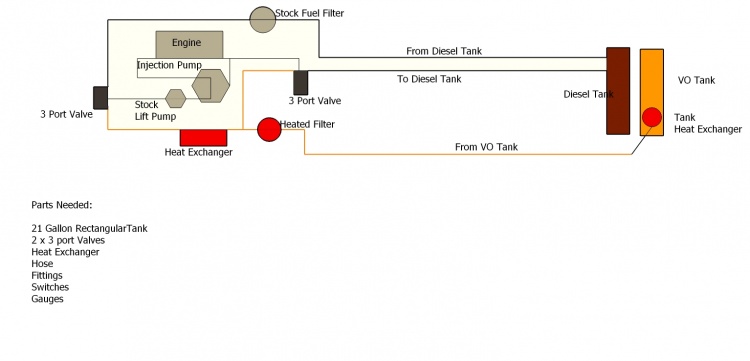 Stock Fuel Filter
Engine
From Diesel Tank
Injection Pump
To Diesel Tank
VO Tank
Diesel Tank
3 Port Valve
Stock
Lift Pump
3 Port Valve
Heated Filter
Tank
Heat Exchanger
Heat Exchanger
From VO Tank
Parts Needed:
21 Gallon RectangularTank
2 x 3 port Valves
Heat Exchanger
Hose
Fittings
Switches
Gauges